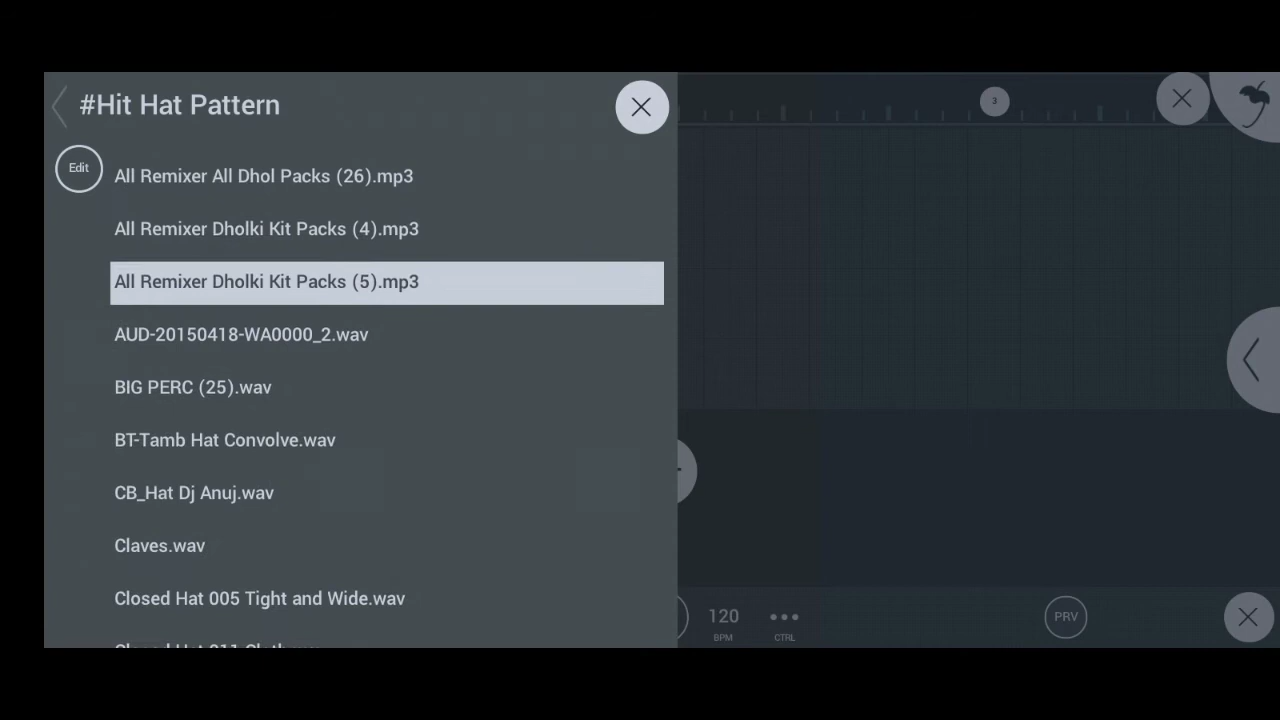 #Hit Hat Pattern
3
Edit
All Remixer All Dhol Packs (26).mp3
All Remixer Dholki Kit Packs (4).mp3
All Remixer Dholki Kit Packs (5).mp3
AUD-20150418-WA0000_2.wav
BIG PERC (25).wav
BT-Tamb Hat Convolve.wav
CB_Hat Dj Anuj.wav
Claves.wav
Closed Hat 005 Tight and Wide.wav
120
BPM
CTRL
PRV